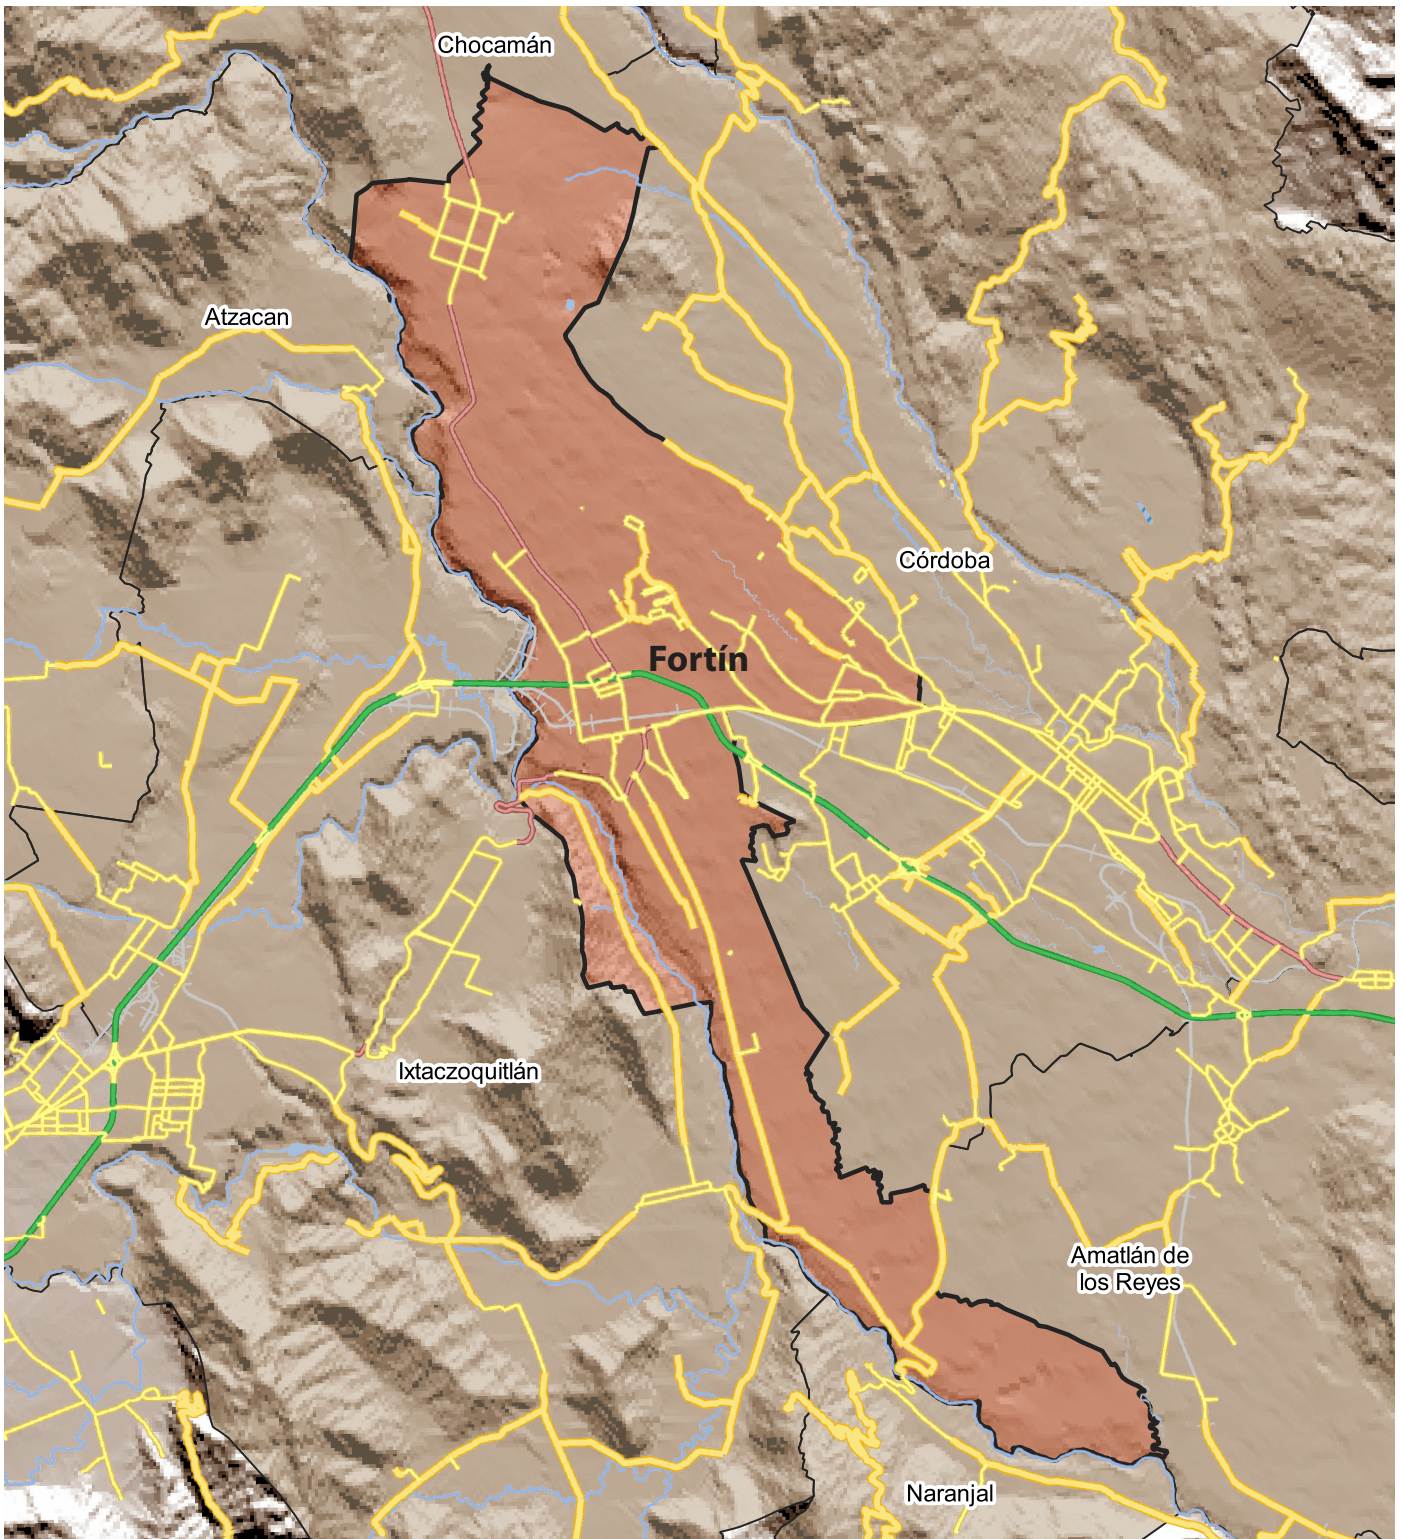 Chocamán
Atzacan
Córdoba
Fortín
Ixtaczoquitlán
Amatlán de
los Reyes
Naranjal